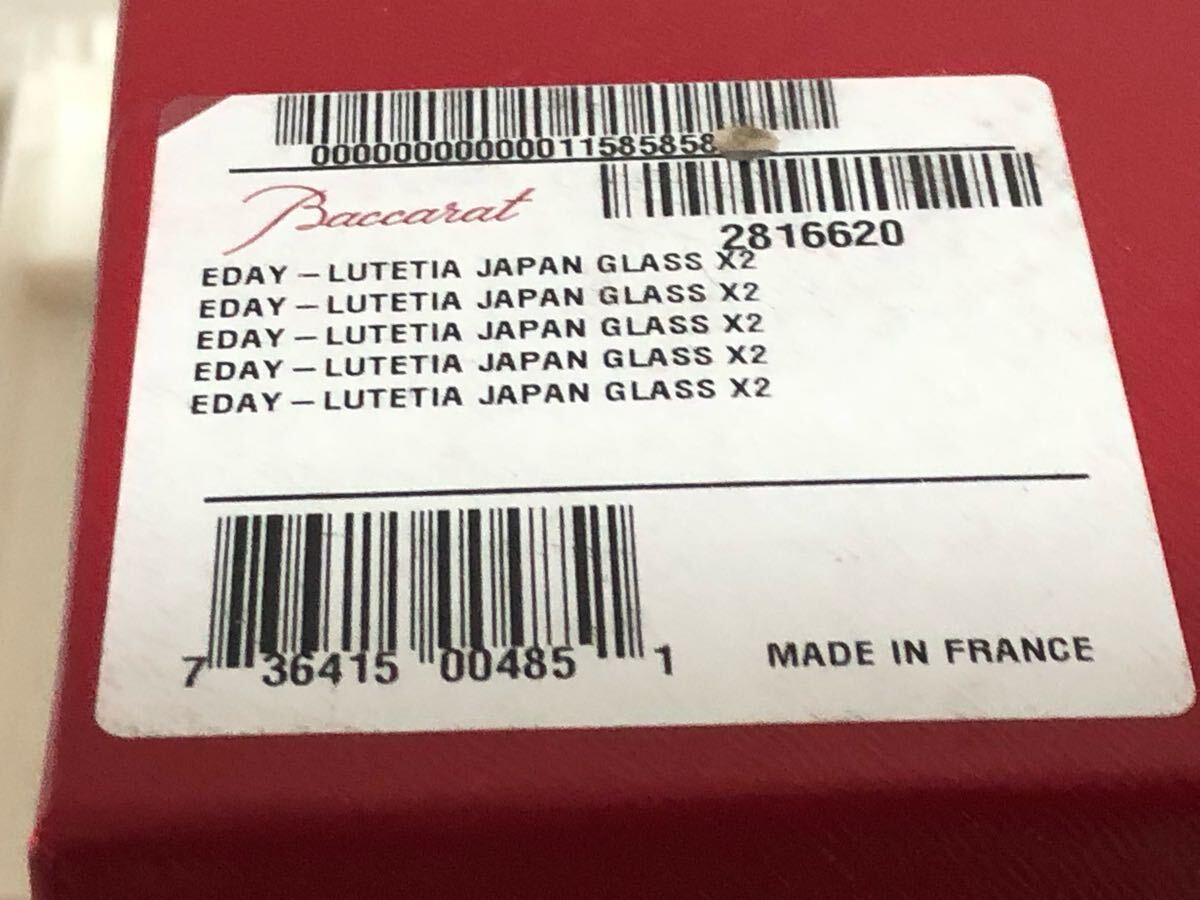 00000000000011585858
Baccarat
2816620
EDAY – LUTETIA JAPAN GLASS X2
EDAY – LUTETIA JAPAN GLASS X2
EDAY – LUTETIA JAPAN GLASS X2
EDAY – LUTETIA JAPAN GLASS X2
EDAY – LUTETIA JAPAN GLASS X2
7 36415 00485 1
MADE IN FRANCE